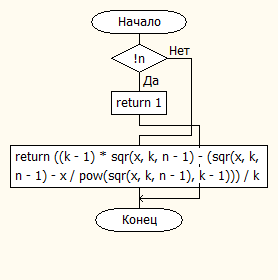 Начало
!n
Нет
Да
return 1
return ((k - 1) * sqr(x, k, n - 1) - (sqr(x, k,
n - 1) - x / pow(sqr(x, k, n - 1), k - 1))) / k
Конец